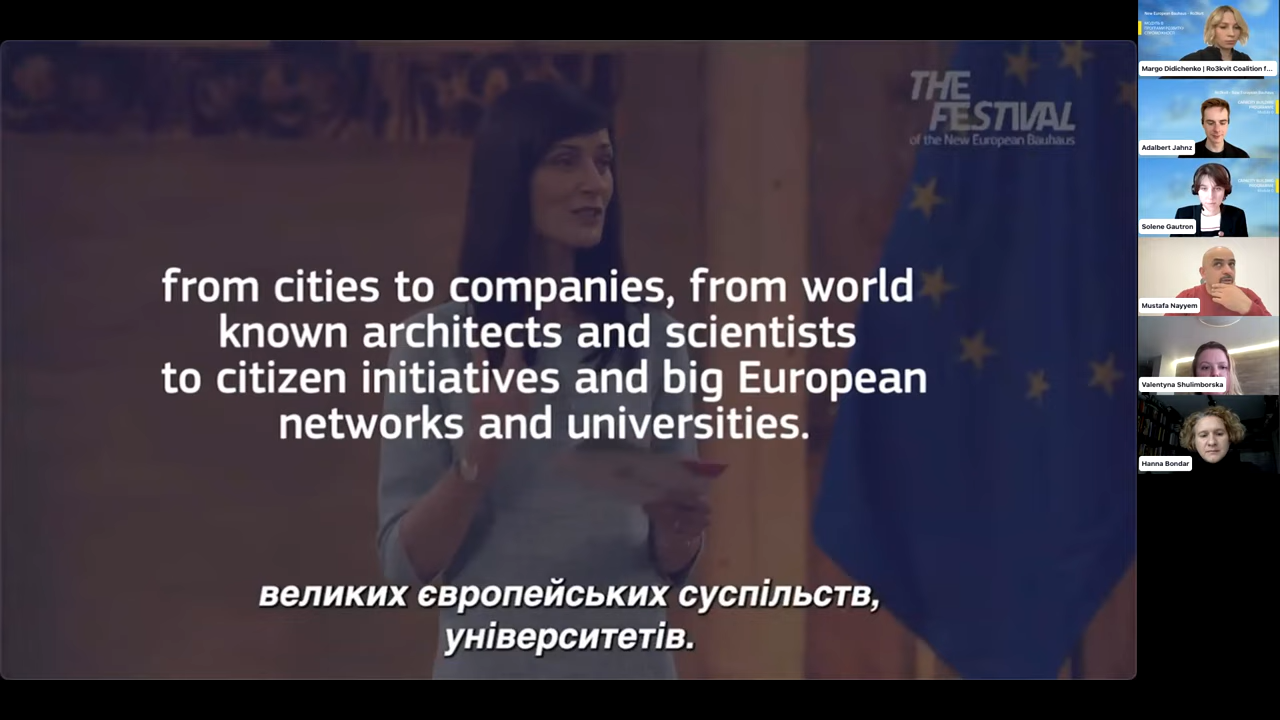 THE
FESTIVAL
of the New European Bauhaus
from cities to companies, from world
known architects and scientists
to citizen initiatives and big European
networks and universities.
великих європейських суспільств,
університетів.
Margo Didichenko | Ro3kvit Coalition f...
Adalbert Jahnz
Solene Gautron
Mustafa Nayyem
Valentyna Shulimborska
Hanna Bondar